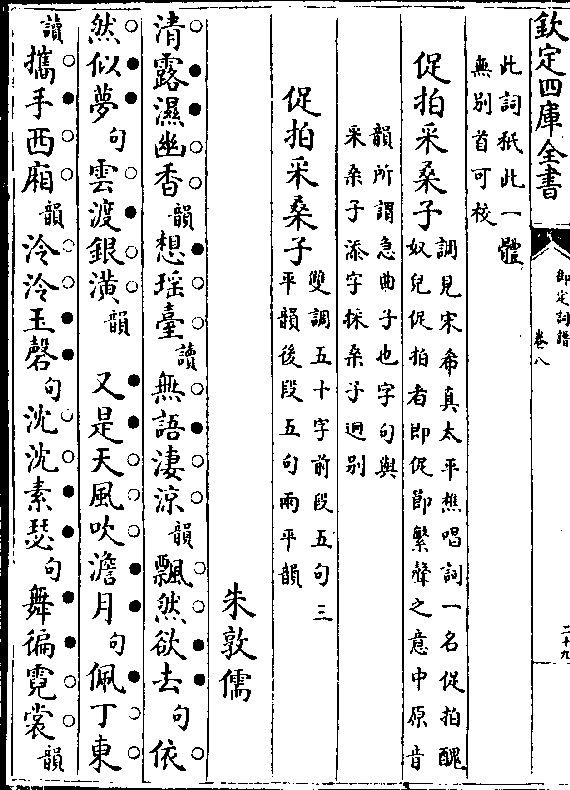 欽定四庫全書
御定詞譜
卷八
二十九
此詞秖此一體
無别首可校
促拍采桑子
調見宋希真太平樵唱詞一名促拍醜
奴兒促拍者即促節繁聲之意中原音
韻所謂急曲子也字句與
采桑子添字採桑子迥别
促拍采桑子
雙調五十字前段五句三
平韻後段五句兩平韻
朱敦儒
清露濕幽香韻想瑶臺讀無語淒涼韻飄然欲去句依
然似夢句雲渡銀潢韻 又是天風吹澹月句佩丁東
讀攜手西廂韻泠泠玉磬句沈沈素瑟句舞徧霓裳韻